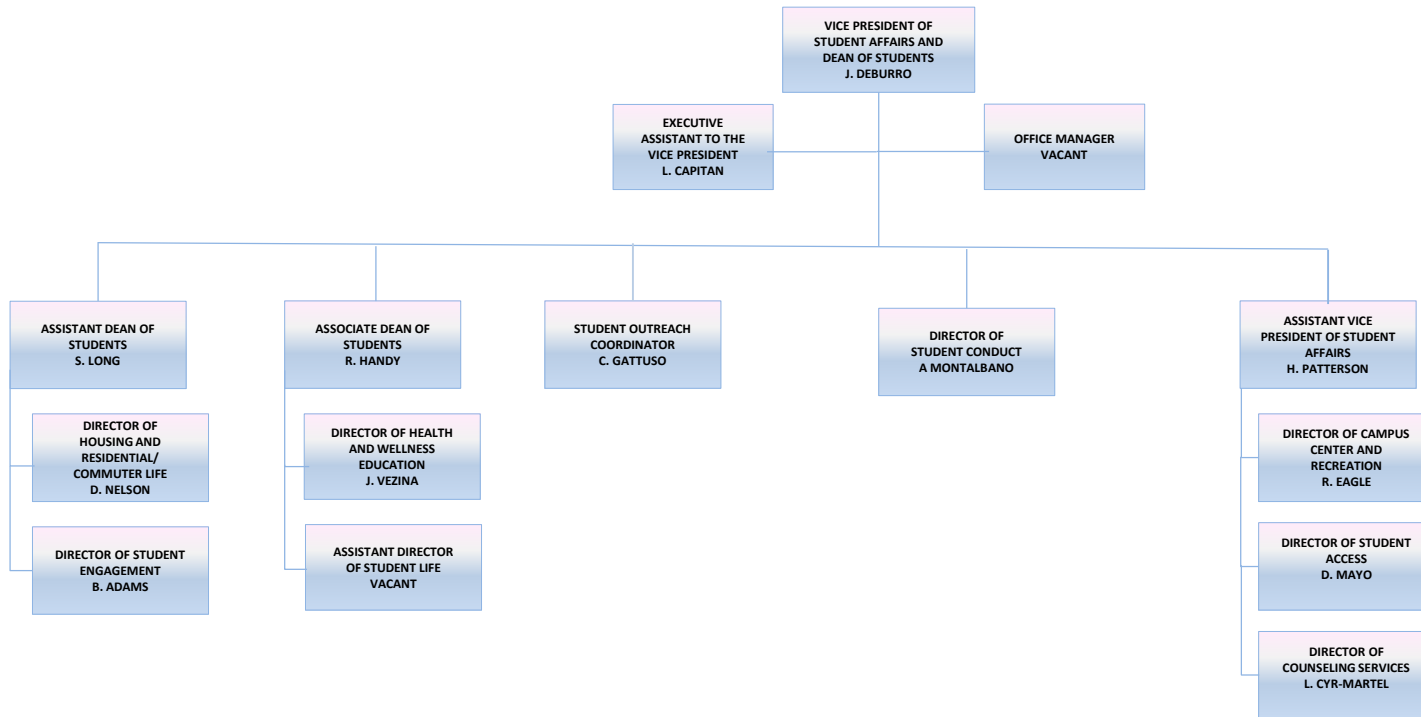 VICE PRESIDENT OF
STUDENT AFFAIRS AND
DEAN OF STUDENTS
J. DEBURRO
EXECUTIVE
ASSISTANT TO THE
VICE PRESIDENT
L. CAPITAN
OFFICE MANAGER
VACANT
ASSISTANT DEAN OF
STUDENTS
S. LONG
ASSOCIATE DEAN OF
STUDENTS
R. HANDY
STUDENT OUTREACH
COORDINATOR
C. GATTUSO
DIRECTOR OF
STUDENT CONDUCT
A MONTALBANO
ASSISTANT VICE
PRESIDENT OF STUDENT
AFFAIRS
H. PATTERSON
DIRECTOR OF
HOUSING AND
RESIDENTIAL/
COMMUTER LIFE
D. NELSON
DIRECTOR OF HEALTH
AND WELLNESS
EDUCATION
J. VEZINA
DIRECTOR OF CAMPUS
CENTER AND
RECREATION
R. EAGLE
DIRECTOR OF STUDENT
ENGAGEMENT
B. ADAMS
ASSISTANT DIRECTOR
OF STUDENT LIFE
VACANT
DIRECTOR OF STUDENT
ACCESS
D. MAYO
DIRECTOR OF
COUNSELING SERVICES
L. CYR-MARTEL